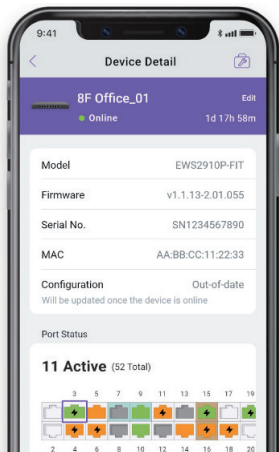 9:41
Device Detail
8F Office_01
Edit
Online
1d 17h 58m
Model
EWS2910P-FIT
Firmware
v1.1.13-2.01.055
Serial No.
SN1234567890
MAC
AA:BB:CC:11:22:33
Configuration
Out-of-date
Will be updated once the device is online
Port Status
11 Active (52 Total)
3 5 7 9 11 13 15 17 19
2 4 6 8 10 12 14 16 18 20